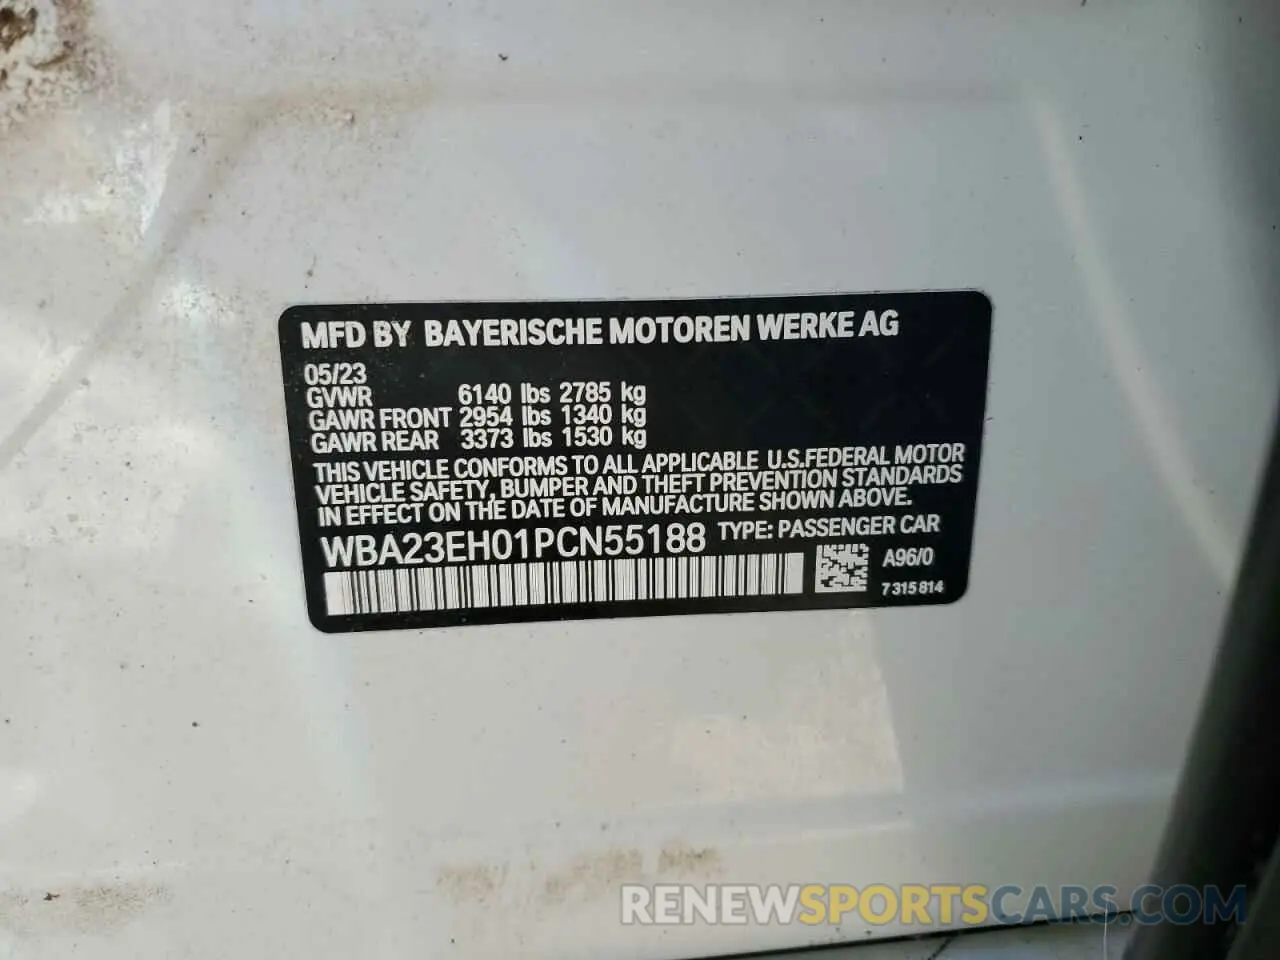 MFD BY BAYERISCHE MOTOREN WERKE AG
05/23
GVWR 6140 lbs 2785 kg
GAWR FRONT 2954 lbs 1340 kg
GAWR REAR 3373 lbs 1530 kg
THIS VEHICLE CONFORMS TO ALL APPLICABLE U.S.FEDERAL MOTOR
VEHICLE SAFETY, BUMPER AND THEFT PREVENTION STANDARDS
IN EFFECT ON THE DATE OF MANUFACTURE SHOWN ABOVE.
WBA23EH01PCN55188 TYPE: PASSENGER CAR
A96/0
7 315 814
RENEWSPORTSCARS.COM